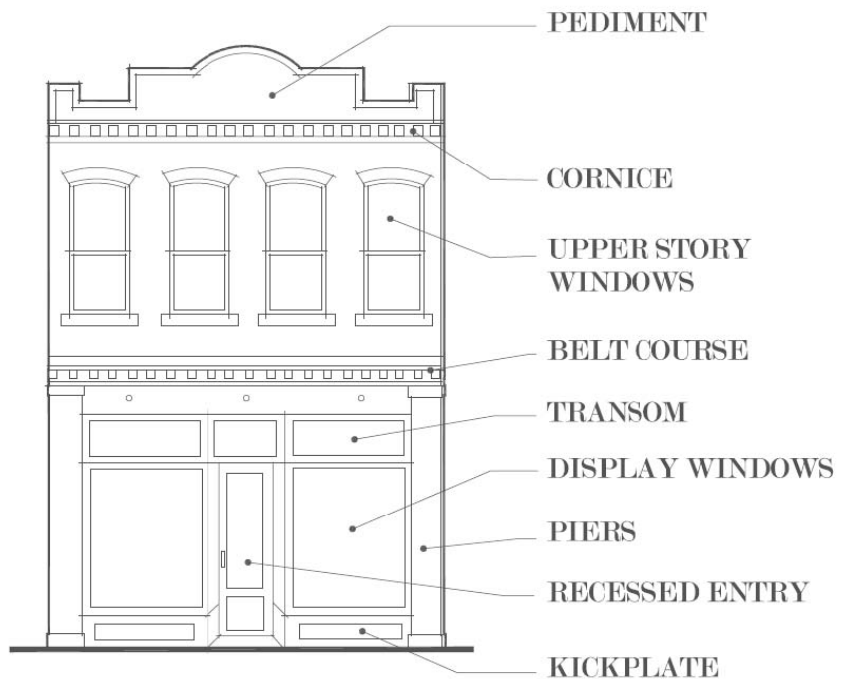 PEDIMENT
CORNICE
UPPER STORY
WINDOWS
BELT COURSE
TRANSOM
DISPLAY WINDOWS
PIERS
RECESSED ENTRY
KICKPLATE